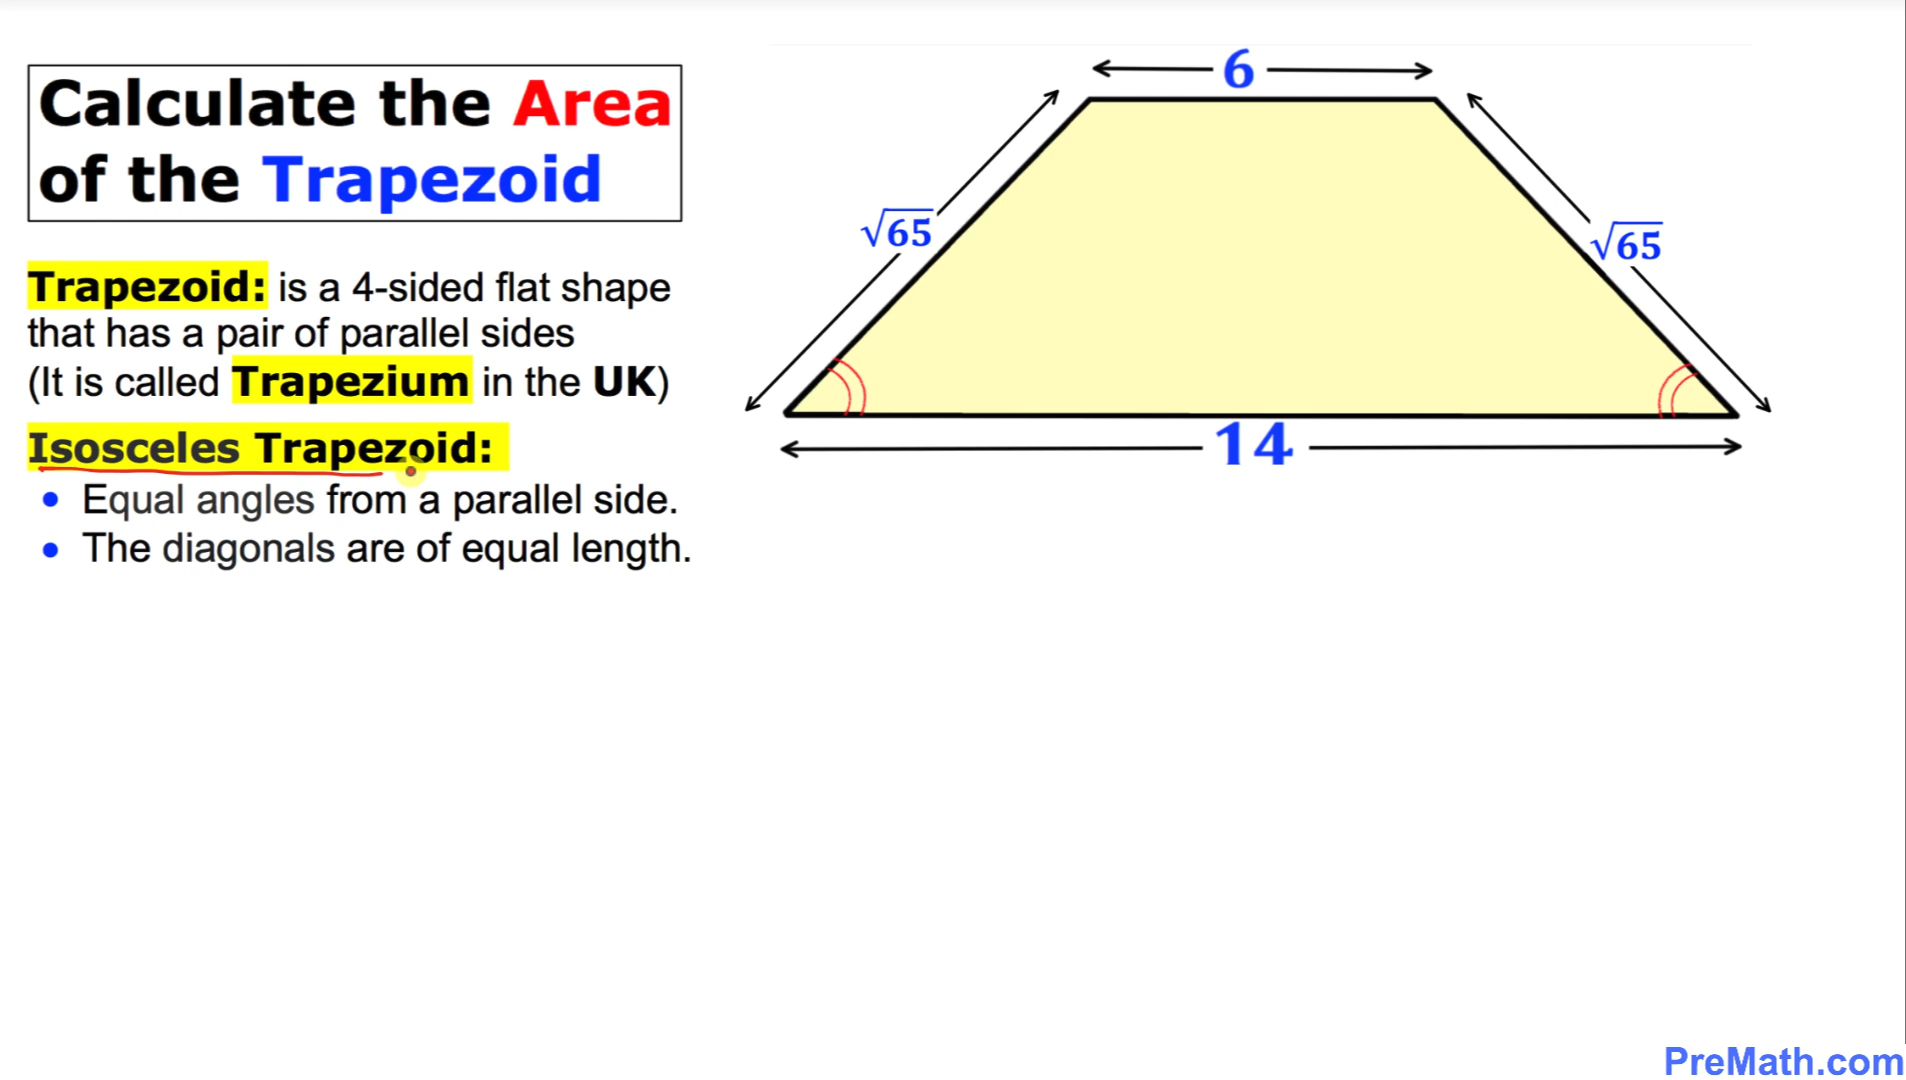 Calculate the Area
of the Trapezoid
Trapezoid: is a 4-sided flat shape
that has a pair of parallel sides
(It is called Trapezium in the UK)
Isosceles Trapezoid:
• Equal angles from a parallel side.
• The diagonals are of equal length.
6
√65
√65
14
PreMath.com